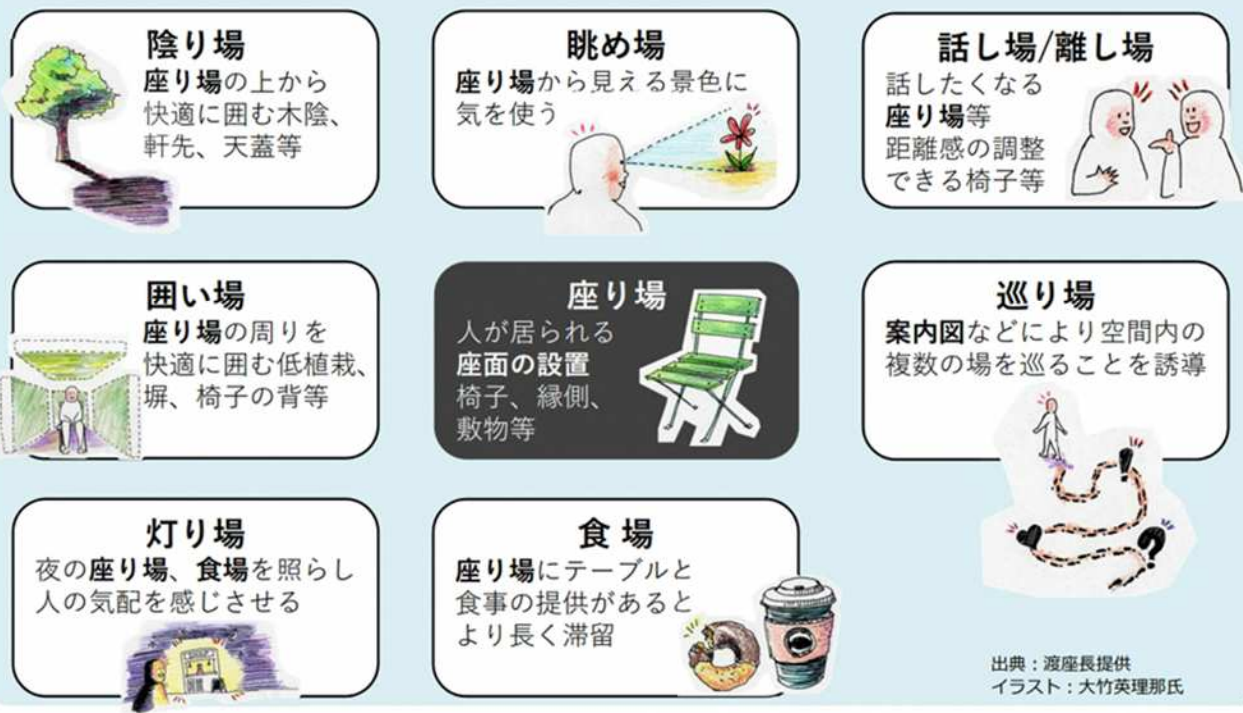 陰り場
座り場の上から
快適に囲む木陰、
軒先、天蓋等
眺め場
座り場から見える景色に
気を使う
話し場/離し場
話したくなる
座り場等
距離感の調整
できる椅子等
囲い場
座り場の周りを
快適に囲む低植栽、
塀、椅子の背等
座り場
人が居られる
座面の設置
椅子、縁側、
敷物等
巡り場
案内図などにより空間内の
複数の場を巡ることを誘導
灯り場
夜の座り場、食場を照らし
人の気配を感じさせる
食場
座り場にテーブルと
食事の提供があると
より長く滞留
出典：渡座長提供
イラスト：大竹英理那氏